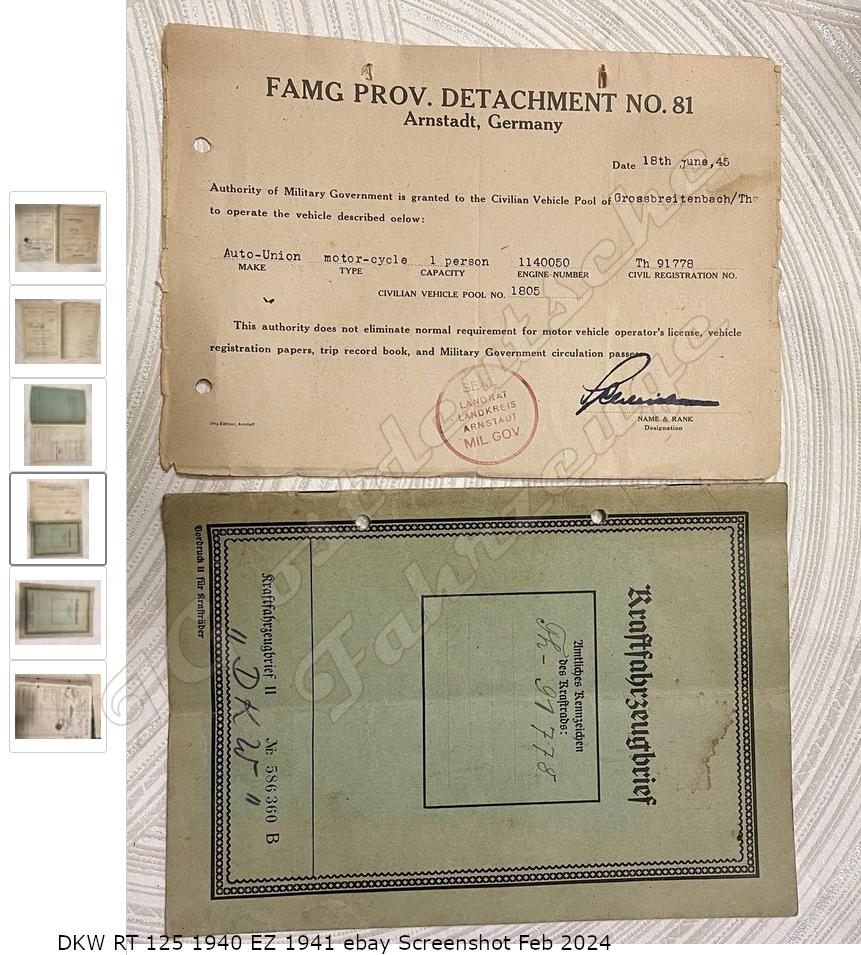 FAMG PROV. DETACHMENT NO. 81
Arnstadt, Germany
Date 18th June,45
Authority of Military Government is granted to the Civilian Vehicle Pool of Grossbreitenbach/Th-
to operate the vehicle described oelow:
Auto-Union motor-cycle 1 person 1140050 Th 91778
MAKE TYPE CAPACITY ENGINE NUMBER CIVIL REGISTRATION NO.
CIVILIAN VEHICLE POOL NO. 1805
This authority does not eliminate normal requirement for motor vehicle operator's license, vehicle
registration papers, trip record book, and Military Government circulation passes.
SEAL
LANDRAT
LANDKREIS
ARNSTADT
MIL. GOV
NAME & RANK
Designation
Otto Böttner, Arnstadt
Kraftfahrzeugbrief
Amtliches Kennzeichen
des Kraftrads:
Th - 91778
Kraftfahrzeugbrief II Nr. 586360 B
"DKW"
Vordruck II für Krafträder
Ostdeutsche
Fahrzeuge
DKW RT 125 1940 EZ 1941 ebay Screenshot Feb 2024